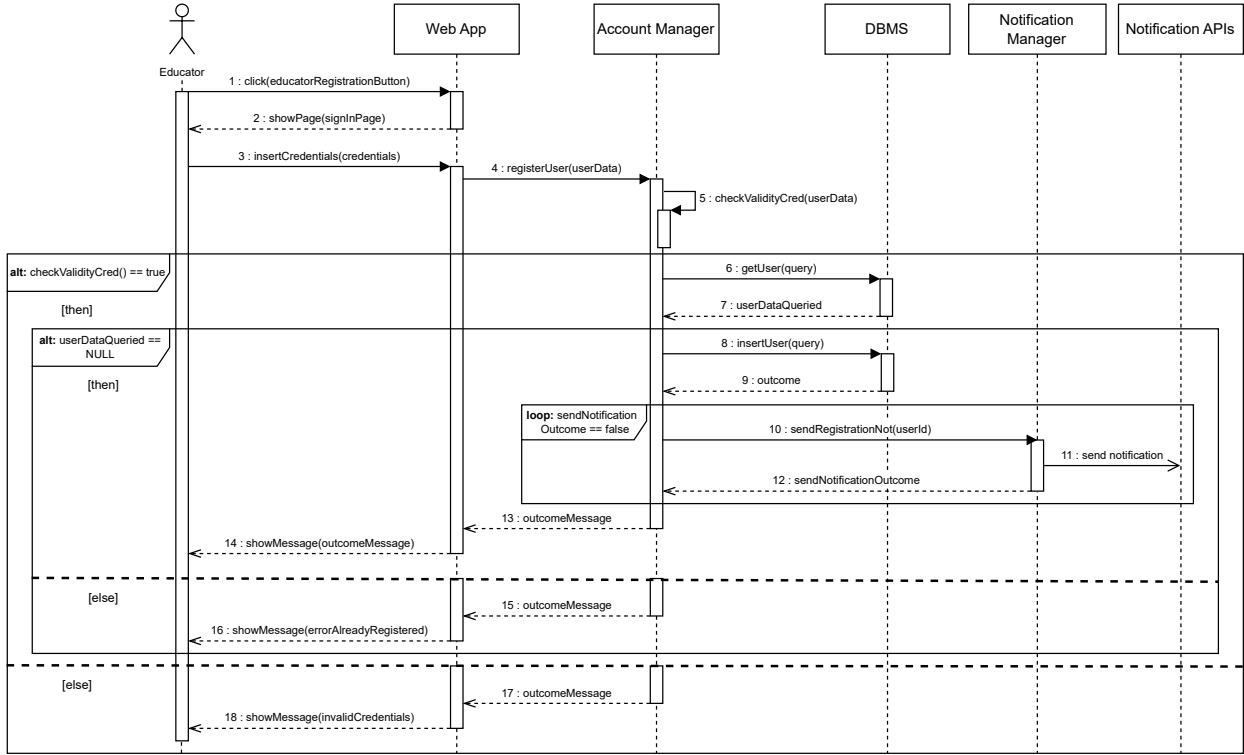 Web App
Account Manager
DBMS
Notification
Manager
Notification APIs
Educator
1 : click(educatorRegistrationButton)
2 : showPage(signInPage)
3 : insertCredentials(credentials)
4 : registerUser(userData)
5 : checkValidityCred(userData)
alt: checkValidityCred() == true
6 : getUser(query)
[then]
7 : userDataQueried
alt: userDataQueried ==
NULL
8 : insertUser(query)
[then]
9 : outcome
loop: sendNotification
Outcome == false
10 : sendRegistrationNot(userId)
11 : send notification
12 : sendNotificationOutcome
13 : outcomeMessage
14 : showMessage(outcomeMessage)
[else]
15 : outcomeMessage
16 : showMessage(errorAlreadyRegistered)
[else]
17 : outcomeMessage
18 : showMessage(invalidCredentials)